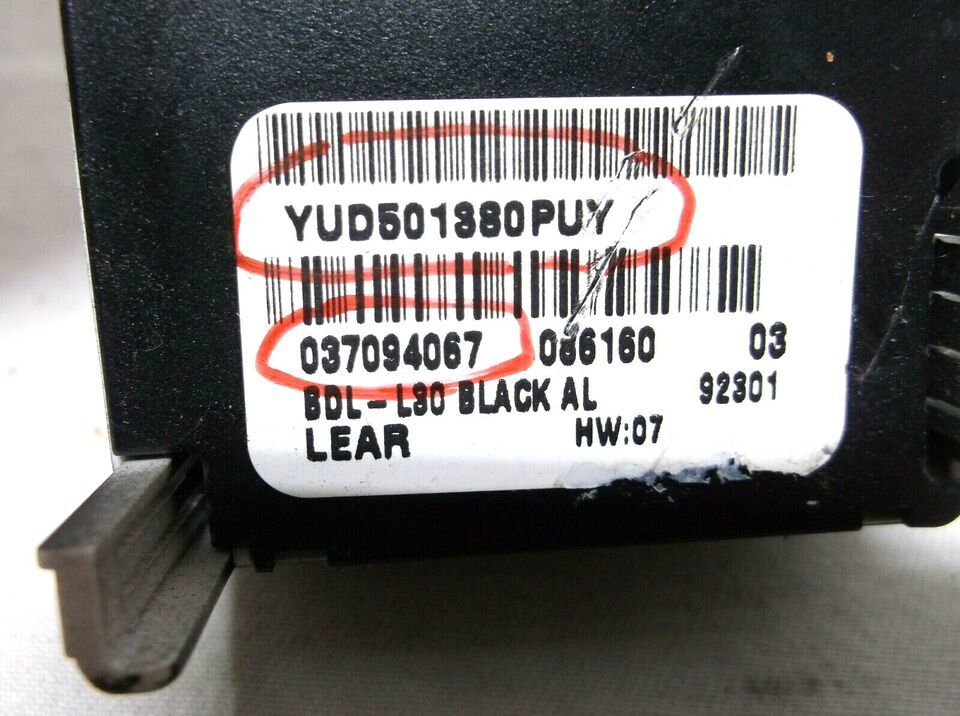 YUD501380PUY
037094067 086160 03
BDL-L30 BLACK AL 92301
LEAR HW:07